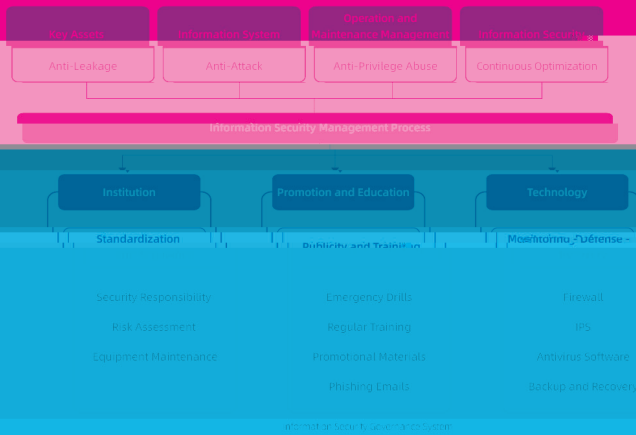 Key Assets
Information System
Operation and
Maintenance Management
Information Security
Anti-Leakage
Anti-Attack
Anti-Privilege Abuse
Continuous Optimization
Information Security Management Process
Institution
Promotion and Education
Technology
Standardization
Publicity and Training
Monitoring - Defense -
Security Responsibility
Emergency Drills
Firewall
Risk Assessment
Regular Training
IPS
Equipment Maintenance
Promotional Materials
Antivirus Software
Phishing Emails
Backup and Recovery
Information Security Governance System